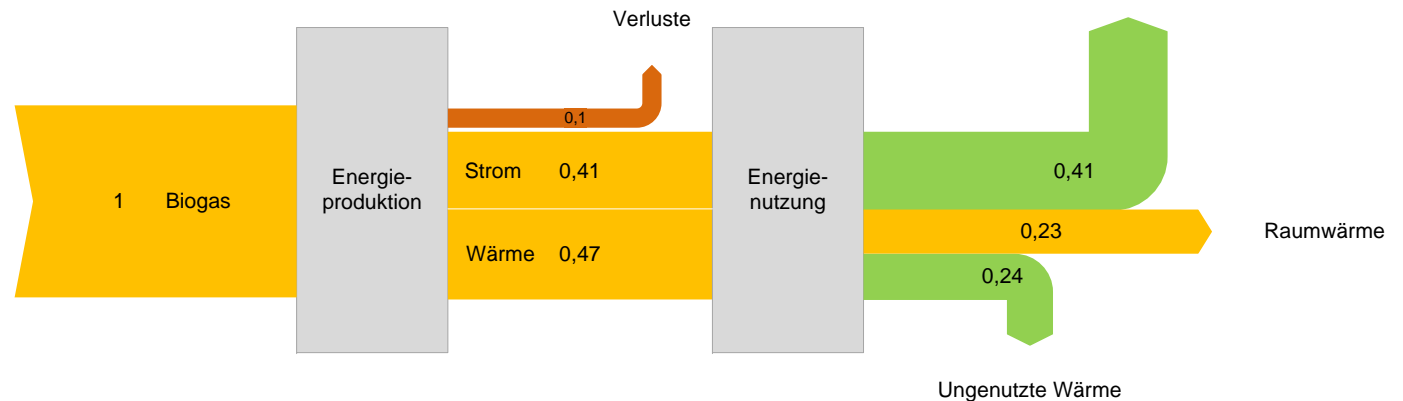 Verluste
0,1
1 Biogas
Energie-
produktion
Strom 0,41
Wärme 0,47
Energie-
nutzung
0,41
0,23
Raumwärme
0,24
Ungenutzte Wärme